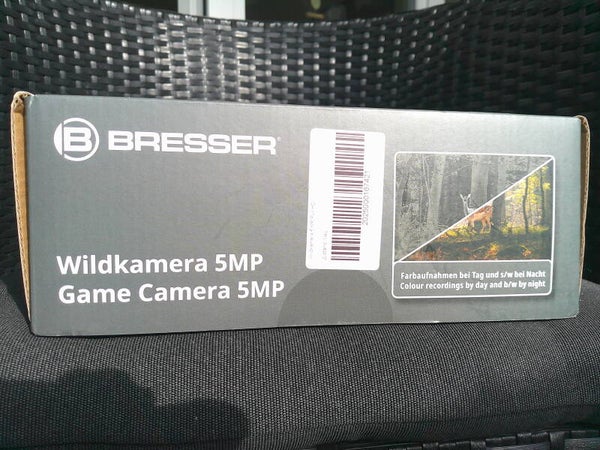 B BRESSER
Wildkamera 5MP
Game Camera 5MP
Farbaufnahmen bei Tag und s/w bei Nacht
Colour recordings by day and b/w by night